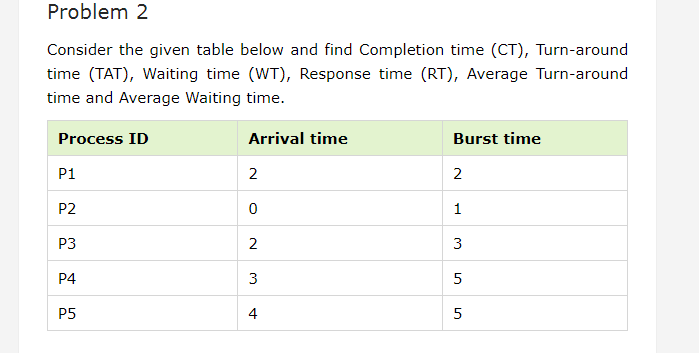 Problem 2
Consider the given table below and find Completion time (CT), Turn-around
time (TAT), Waiting time (WT), Response time (RT), Average Turn-around
time and Average Waiting time.
Process ID Arrival time Burst time
P1 2 2
P2 0 1
P3 2 3
P4 3 5
P5 4 5